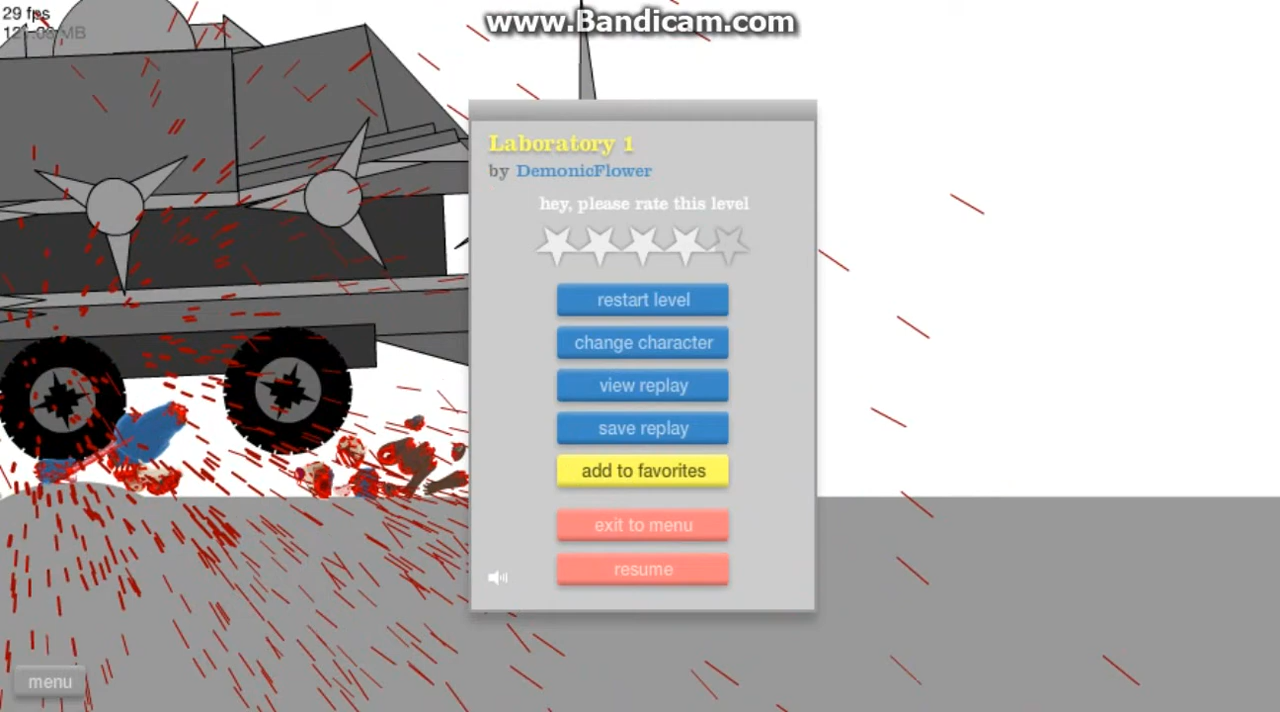 29 fps
www.Bandicam.com
Laboratory 1
by DemonicFlower
hey, please rate this level
restart level
change character
view replay
save replay
add to favorites
exit to menu
resume
menu